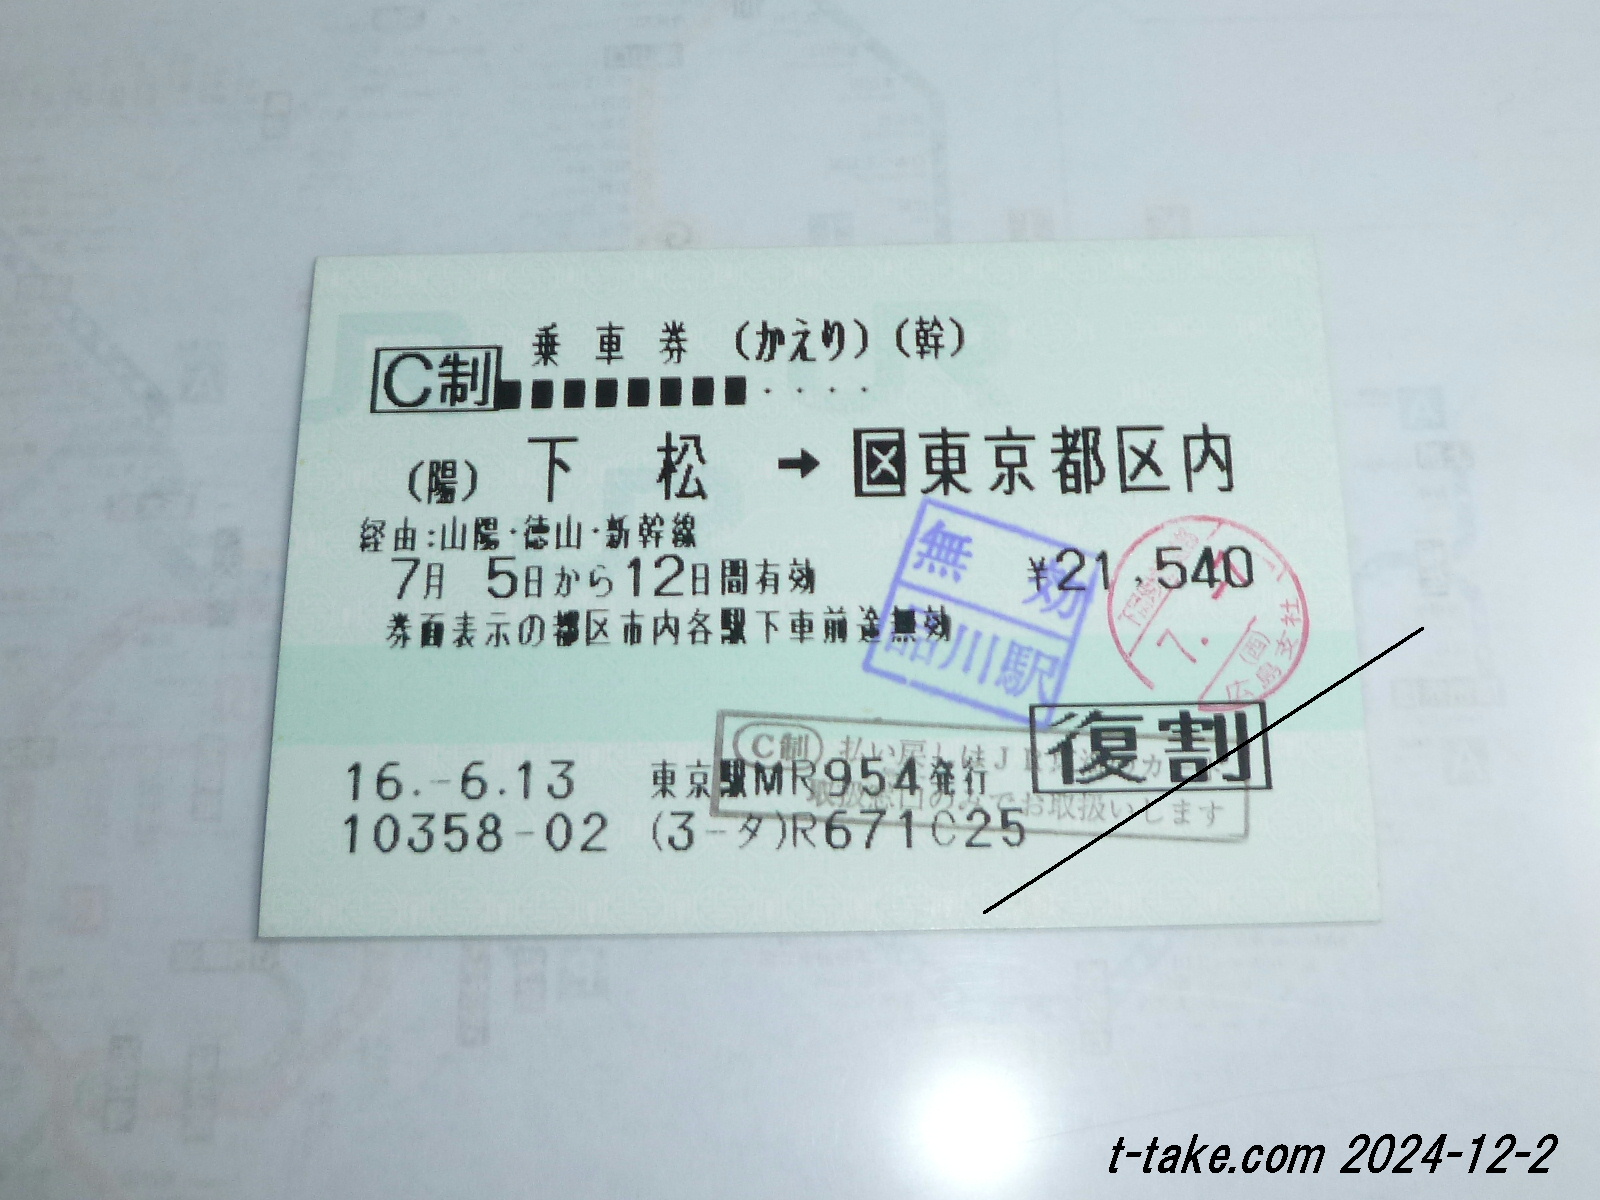 乗車券 (かえり) (幹)
C制
(陽) 下松 → 区 東京都区内
経由:山陽・徳山・新幹線
7月 5日から12日間有効 ¥21,540
券面表示の都区市内各駅下車前途無効
無効
品川駅
7.
(西)
広島支社
復割
C制 払い戻しはJR
取扱窓口のみでお取扱いします
16.-6.13 東京駅MR954発行
10358-02 (3-タ)R671C25
t-take.com 2024-12-2